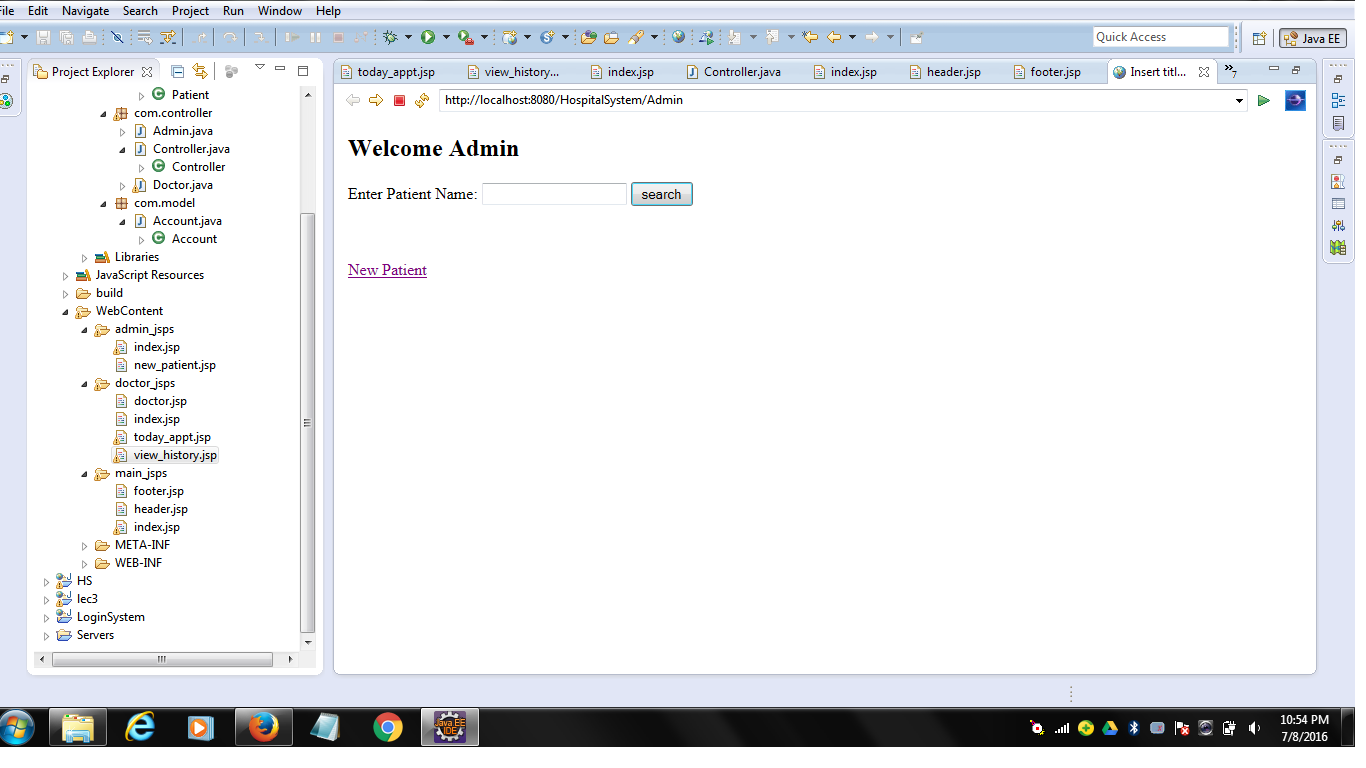 File Edit Navigate Search Project Run Window Help
Quick Access
Java EE
Project Explorer
Patient
com.controller
Admin.java
Controller.java
Controller
Doctor.java
com.model
Account.java
Account
Libraries
JavaScript Resources
build
WebContent
admin_jsps
index.jsp
new_patient.jsp
doctor_jsps
doctor.jsp
index.jsp
today_appt.jsp
view_history.jsp
main_jsps
footer.jsp
header.jsp
index.jsp
META-INF
WEB-INF
HS
lec3
LoginSystem
Servers
today_appt.jsp view_history... index.jsp Controller.java index.jsp header.jsp footer.jsp Insert titl... »7
http://localhost:8080/HospitalSystem/Admin
Welcome Admin
Enter Patient Name: search
New Patient
Java EE
IDE
10:54 PM
7/8/2016